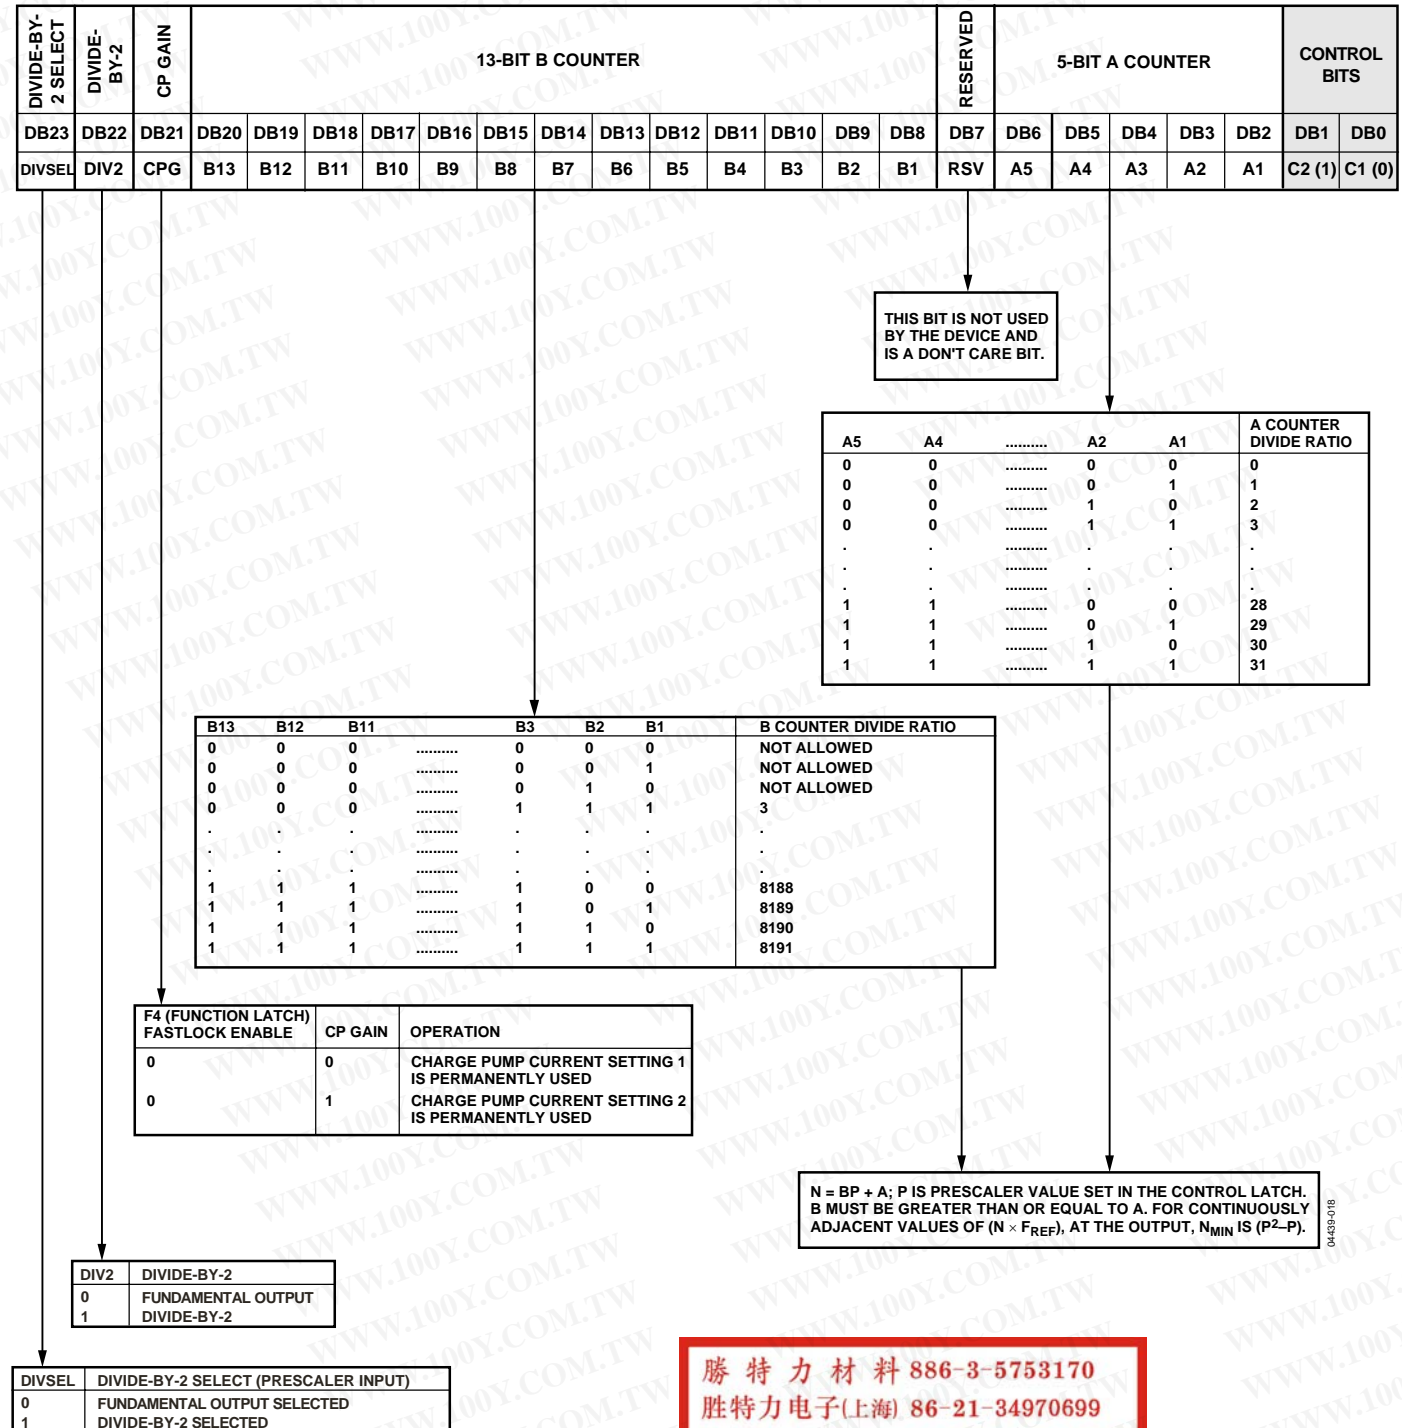 DIVIDE-BY-2 SELECT
DIVIDE-BY-2
CP GAIN
13-BIT B COUNTER
RESERVED
5-BIT A COUNTER
CONTROL BITS
DB23 DB22 DB21 DB20 DB19 DB18 DB17 DB16 DB15 DB14 DB13 DB12 DB11 DB10 DB9 DB8 DB7 DB6 DB5 DB4 DB3 DB2 DB1 DB0
DIVSEL DIV2 CPG B13 B12 B11 B10 B9 B8 B7 B6 B5 B4 B3 B2 B1 RSV A5 A4 A3 A2 A1 C2 (1) C1 (0)
THIS BIT IS NOT USED
BY THE DEVICE AND
IS A DON'T CARE BIT.
A5 A4 .......... A2 A1 A COUNTER DIVIDE RATIO
0 0 .......... 0 0 0
0 0 .......... 0 1 1
0 0 .......... 1 0 2
0 0 .......... 1 1 3
. . .......... . . .
. . .......... . . .
. . .......... . . .
1 1 .......... 0 0 28
1 1 .......... 0 1 29
1 1 .......... 1 0 30
1 1 .......... 1 1 31
B13 B12 B11 B3 B2 B1 B COUNTER DIVIDE RATIO
0 0 0 .......... 0 0 0 NOT ALLOWED
0 0 0 .......... 0 0 1 NOT ALLOWED
0 0 0 .......... 0 1 0 NOT ALLOWED
0 0 0 .......... 1 1 1 3
. . . .......... . . . .
. . . .......... . . . .
. . . .......... . . . .
1 1 1 .......... 1 0 0 8188
1 1 1 .......... 1 0 1 8189
1 1 1 .......... 1 1 0 8190
1 1 1 .......... 1 1 1 8191
F4 (FUNCTION LATCH) FASTLOCK ENABLE CP GAIN OPERATION
0 0 CHARGE PUMP CURRENT SETTING 1
IS PERMANENTLY USED
0 1 CHARGE PUMP CURRENT SETTING 2
IS PERMANENTLY USED
N = BP + A; P IS PRESCALER VALUE SET IN THE CONTROL LATCH.
B MUST BE GREATER THAN OR EQUAL TO A. FOR CONTINUOUSLY
ADJACENT VALUES OF (N × FREF), AT THE OUTPUT, NMIN IS (P²–P).
04439-018
DIV2 DIVIDE-BY-2
0 FUNDAMENTAL OUTPUT
1 DIVIDE-BY-2
DIVSEL DIVIDE-BY-2 SELECT (PRESCALER INPUT)
0 FUNDAMENTAL OUTPUT SELECTED
1 DIVIDE-BY-2 SELECTED
勝特力材料 886-3-5753170
胜特力电子(上海) 86-21-34970699
WWW.100Y.COM.TW